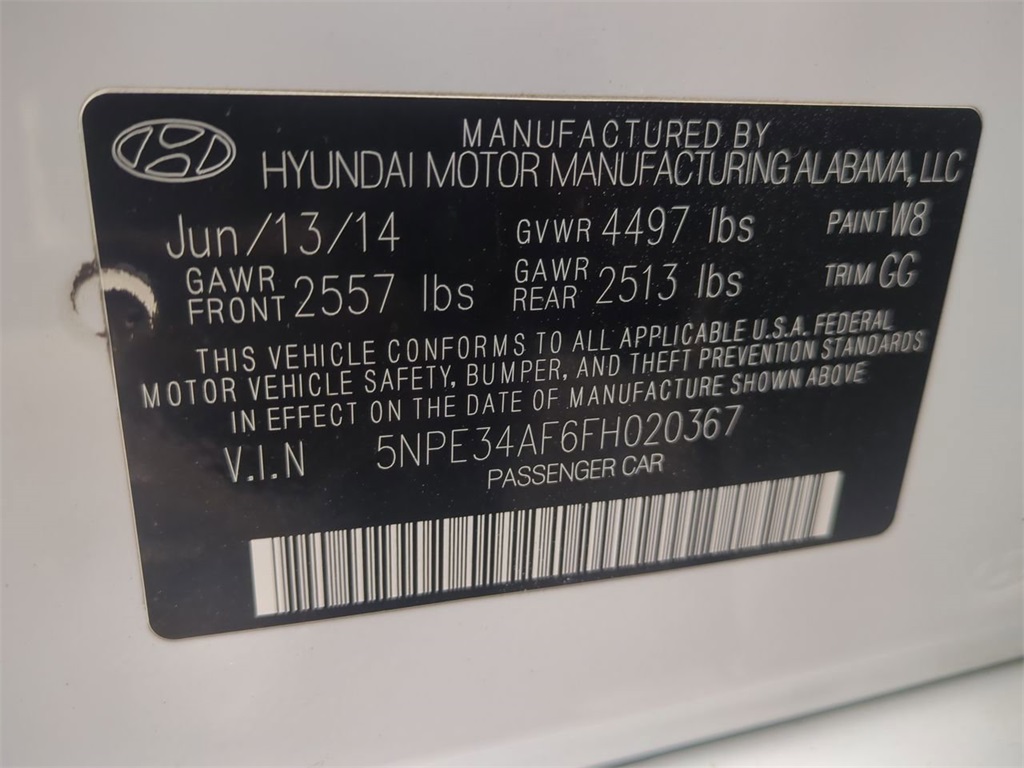 MANUFACTURED BY
HYUNDAI MOTOR MANUFACTURING ALABAMA, LLC
Jun/13/14 GVWR 4497 lbs PAINT W8
GAWR FRONT 2557 lbs GAWR REAR 2513 lbs TRIM GG
THIS VEHICLE CONFORMS TO ALL APPLICABLE U.S.A. FEDERAL
MOTOR VEHICLE SAFETY, BUMPER, AND THEFT PREVENTION STANDARDS
IN EFFECT ON THE DATE OF MANUFACTURE SHOWN ABOVE
V.I.N 5NPE34AF6FH020367
PASSENGER CAR